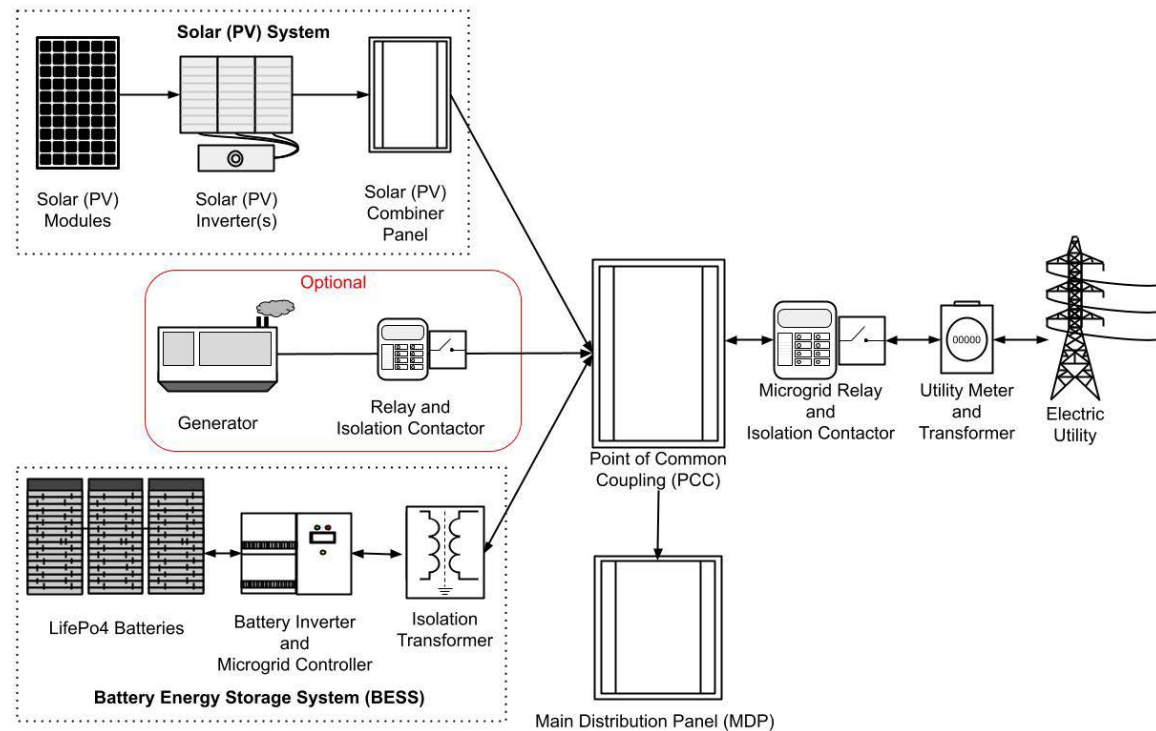 Solar (PV) System
Solar (PV)
Modules
Solar (PV)
Inverter(s)
Solar (PV)
Combiner
Panel
Optional
Generator
Relay and
Isolation Contactor
Point of Common
Coupling (PCC)
Microgrid Relay
and
Isolation Contactor
00000
Utility Meter
and
Transformer
Electric
Utility
LifePo4 Batteries
Battery Inverter
and
Microgrid Controller
Isolation
Transformer
Battery Energy Storage System (BESS)
Main Distribution Panel (MDP)